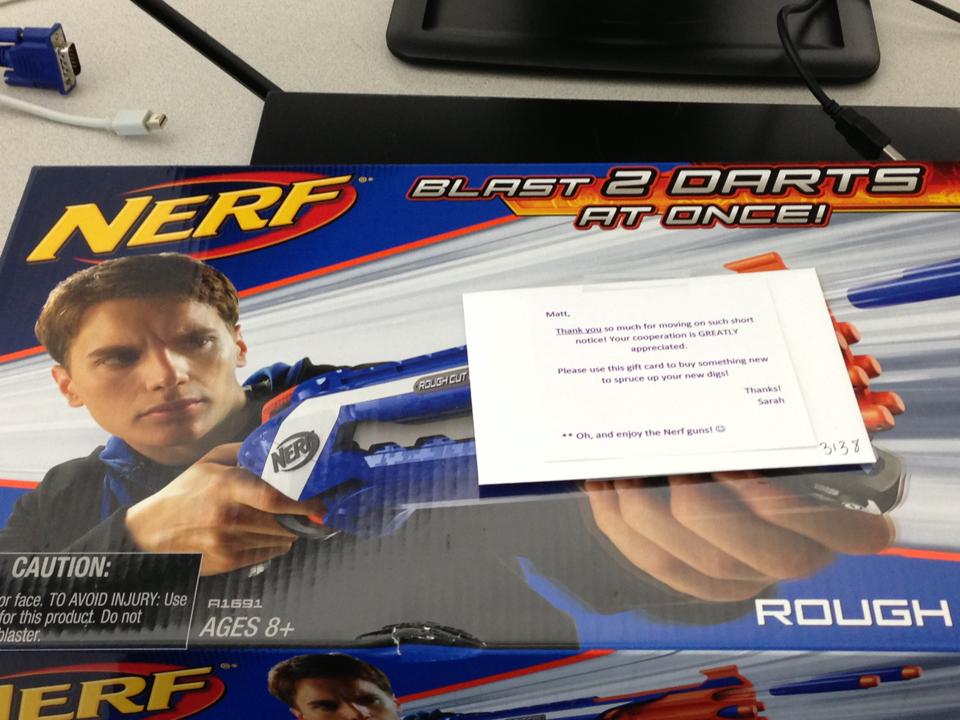 NERF
BLAST 2 DARTS
AT ONCE!
Matt,
Thank you so much for moving on such short
notice! Your cooperation is GREATLY
appreciated.
Please use this gift card to buy something new
to spruce up your new digs!
Thanks!
Sarah
** Oh, and enjoy the Nerf guns! ☺
3138
ROUGH CUT
NERF
CAUTION:
or face. TO AVOID INJURY: Use
for this product. Do not
blaster.
A1691
AGES 8+
ROUGH
NERF